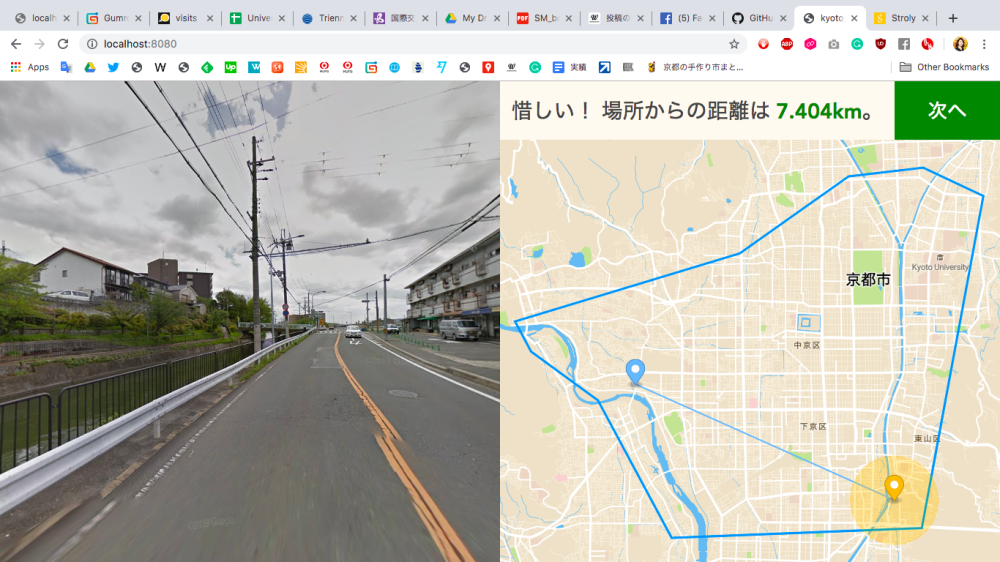 localh
Gumr
visits
Unive
Trienr
国際交
My Dr
SM_bo
投稿の
(5) Fa
GitHu
kyoto
Stroly
localhost:8080
Apps
実績
京都の手作り市まと…
Other Bookmarks
惜しい！ 場所からの距離は 7.404km。
次へ
京都市
Kyoto University
中京区
下京区
東山区